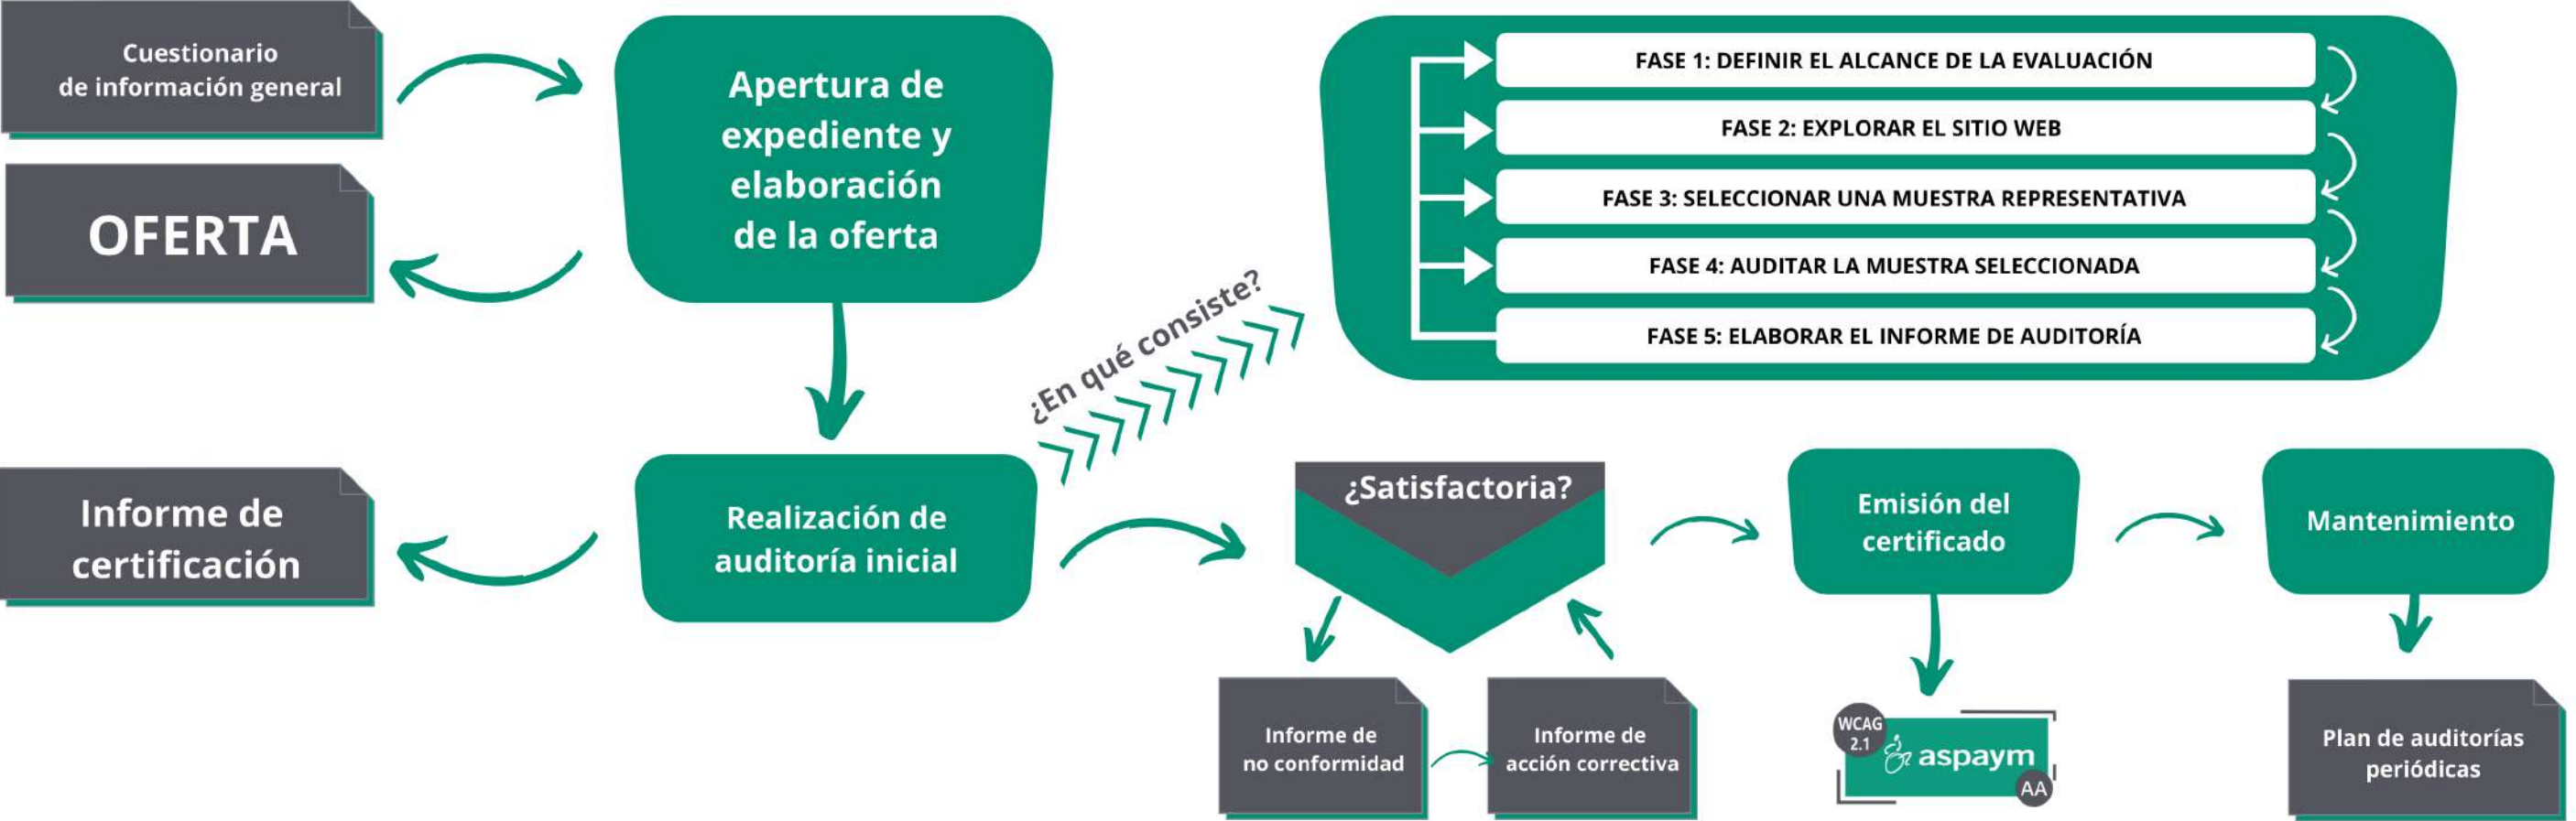 Cuestionario
de información general
OFERTA
Apertura de
expediente y
elaboración
de la oferta
FASE 1: DEFINIR EL ALCANCE DE LA EVALUACIÓN
FASE 2: EXPLORAR EL SITIO WEB
FASE 3: SELECCIONAR UNA MUESTRA REPRESENTATIVA
FASE 4: AUDITAR LA MUESTRA SELECCIONADA
FASE 5: ELABORAR EL INFORME DE AUDITORÍA
¿En qué consiste?
Informe de
certificación
Realización de
auditoría inicial
¿Satisfactoria?
Emisión del
certificado
Mantenimiento
Informe de
no conformidad
Informe de
acción correctiva
WCAG
2.1
aspaym
AA
Plan de auditorías
periódicas